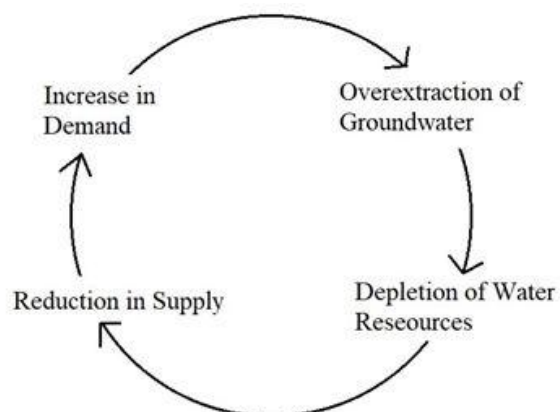 Increase in
Demand
Overextraction of
Groundwater
Depletion of Water
Reseources
Reduction in Supply